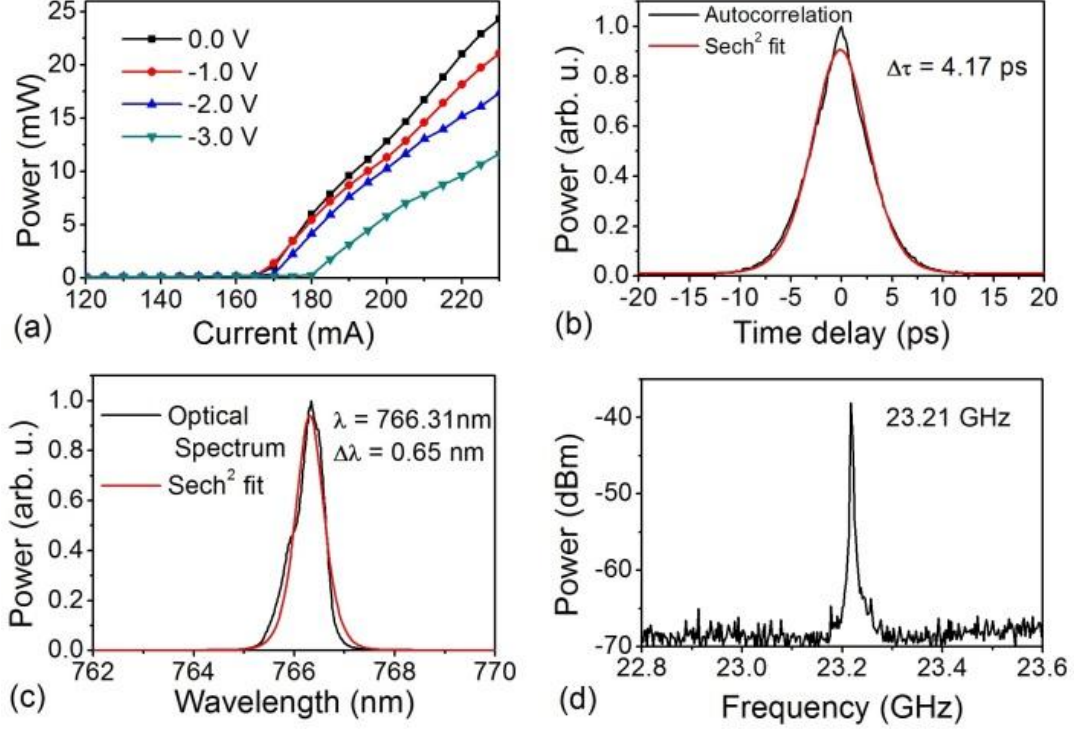 25
20
15
10
5
0
Power (mW)
0.0 V
-1.0 V
-2.0 V
-3.0 V
120 140 160 180 200 220
(a)
Current (mA)
1.0
0.8
0.6
0.4
0.2
0.0
Power (arb. u.)
Autocorrelation
Sech² fit
Δτ = 4.17 ps
-20 -15 -10 -5 0 5 10 15 20
(b)
Time delay (ps)
1.0
0.8
0.6
0.4
0.2
0.0
Power (arb. u.)
Optical
Spectrum
Sech² fit
λ = 766.31nm
Δλ = 0.65 nm
762 764 766 768 770
(c)
Wavelength (nm)
-40
-50
-60
-70
Power (dBm)
23.21 GHz
22.8 23.0 23.2 23.4 23.6
(d)
Frequency (GHz)